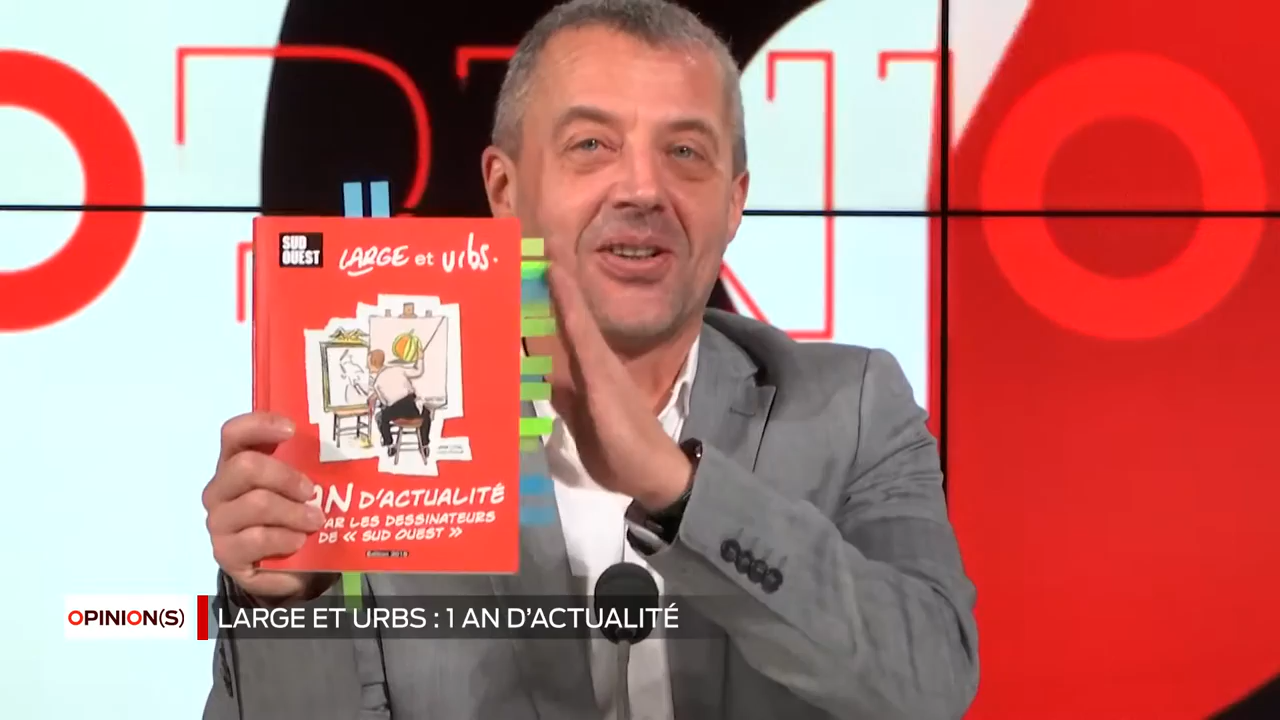 OPINIO
SUD
OUEST
LARGE et Urbs.
AN D'ACTUALITÉ
AR LES DESSINATEURS
DE « SUD OUEST »
OPINION(S)
LARGE ET URBS : 1 AN D'ACTUALITÉ